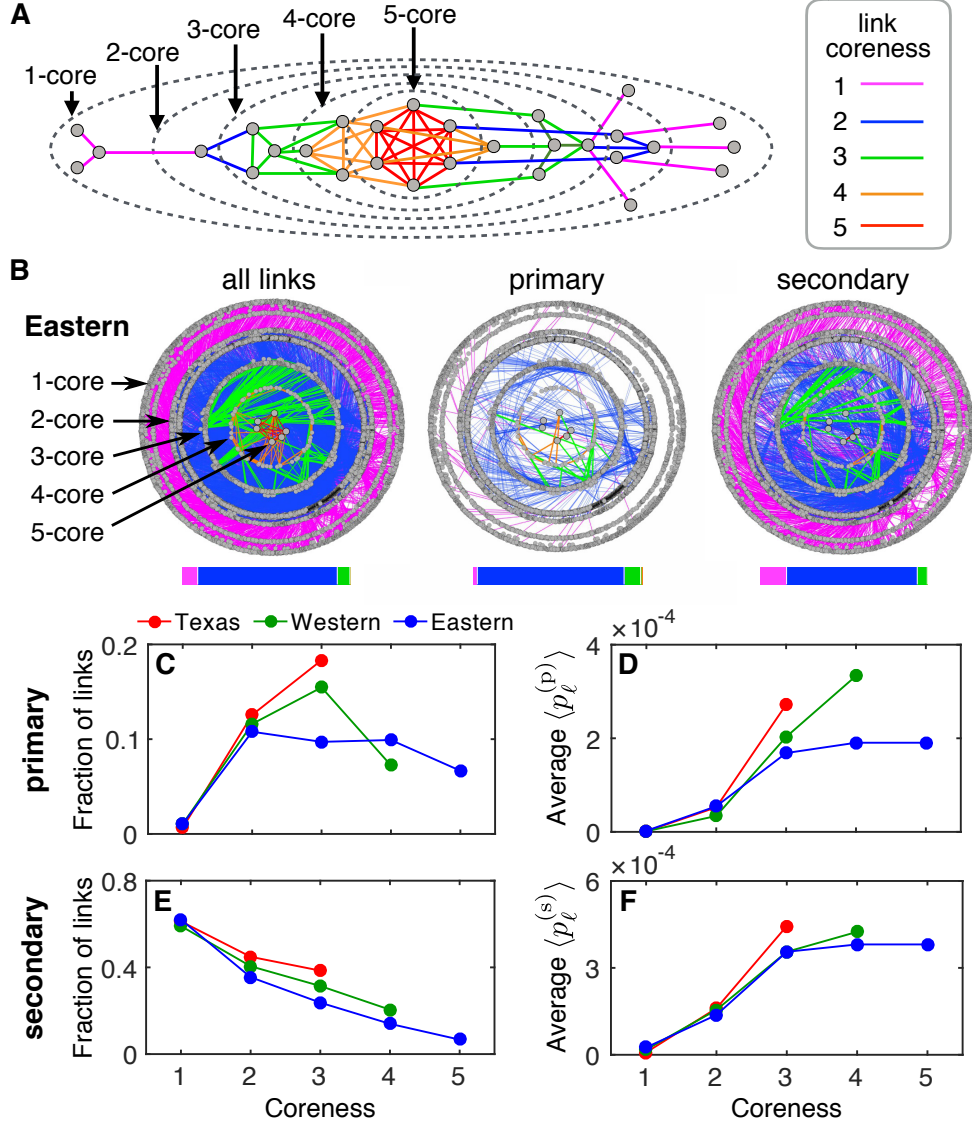 A
1-core
2-core
3-core
4-core
5-core
link
coreness
1
2
3
4
5
B
all links
primary
secondary
Eastern
1-core
2-core
3-core
4-core
5-core
Texas
Western
Eastern
primary
C
Fraction of links
0.2
0.1
0
D
×10⁻⁴
Average ⟨p_ℓ^(p)⟩
4
2
0
secondary
E
Fraction of links
0.8
0.4
0
1 2 3 4 5
Coreness
F
×10⁻⁴
Average ⟨p_ℓ^(s)⟩
6
3
0
1 2 3 4 5
Coreness